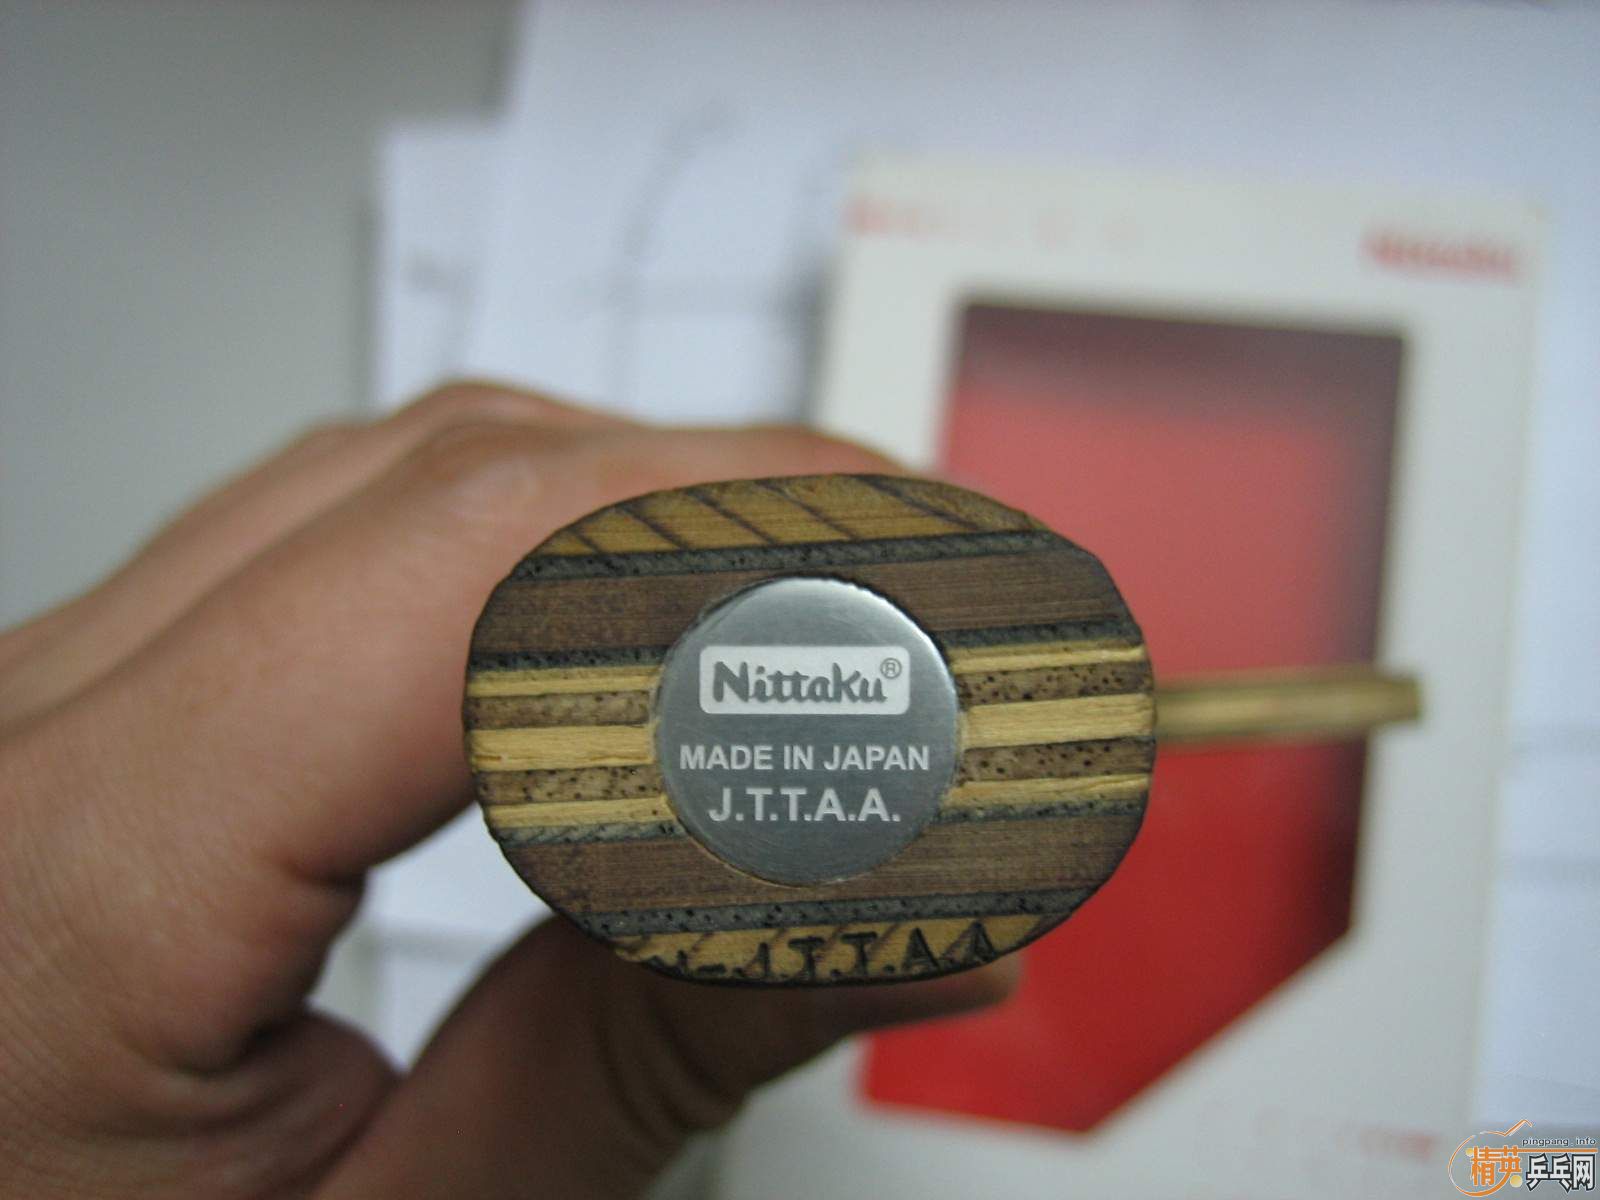 Nittaku®
MADE IN JAPAN
J.T.T.A.A.
J.T.T.A.A
pingpang.info
精英乒乓网